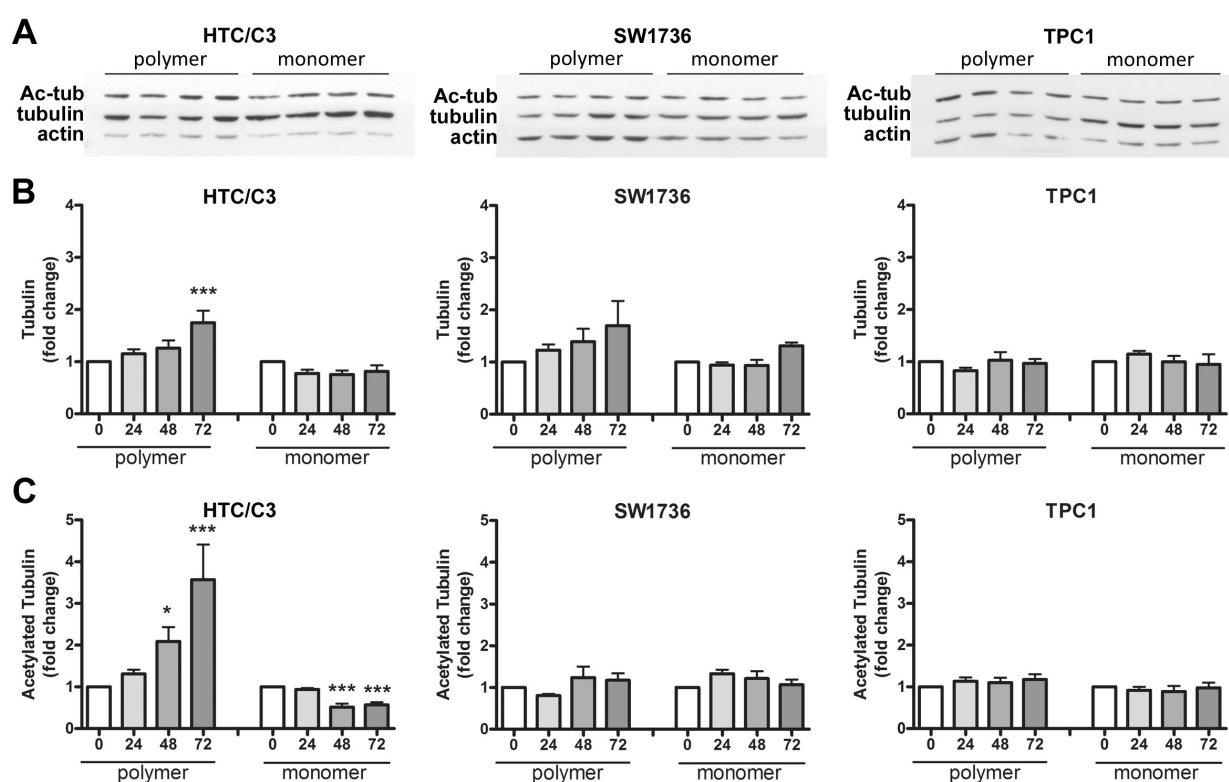 A
HTC/C3 SW1736 TPC1
polymer monomer polymer monomer polymer monomer
Ac-tub Ac-tub Ac-tub
tubulin tubulin tubulin
actin actin actin
B
HTC/C3 SW1736 TPC1
Tubulin (fold change) Tubulin (fold change) Tubulin (fold change)
4 4 4
3 3 3
*** 
2 2 2
1 1 1
0 0 0
0 24 48 72 0 24 48 72 0 24 48 72 0 24 48 72 0 24 48 72 0 24 48 72
polymer monomer polymer monomer polymer monomer
C
HTC/C3 SW1736 TPC1
Acetylated Tubulin (fold change) Acetylated Tubulin (fold change) Acetylated Tubulin (fold change)
5 5 5
***
4 4 4
3 3 3
*
2 2 2
1 *** *** 1 1
0 0 0
0 24 48 72 0 24 48 72 0 24 48 72 0 24 48 72 0 24 48 72 0 24 48 72
polymer monomer polymer monomer polymer monomer